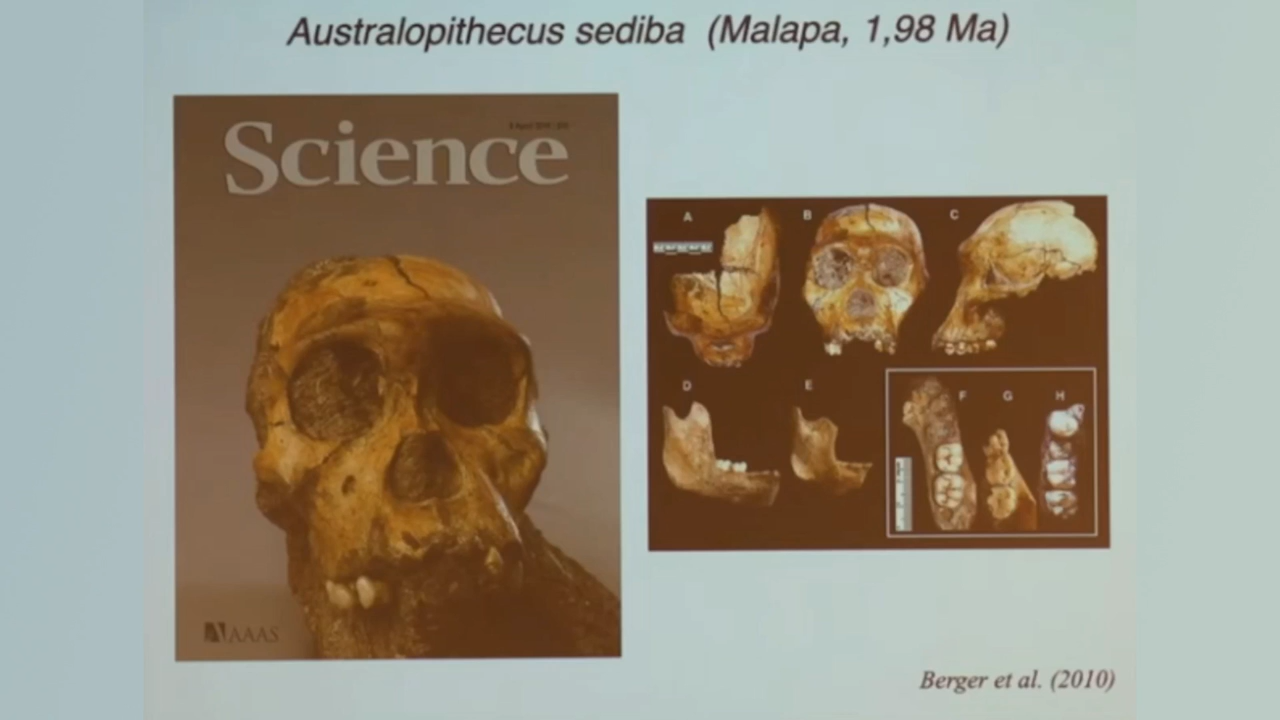 Australopithecus sediba (Malapa, 1,98 Ma)
Science
AAAS
A
B
C
D
E
F
G
H
Berger et al. (2010)